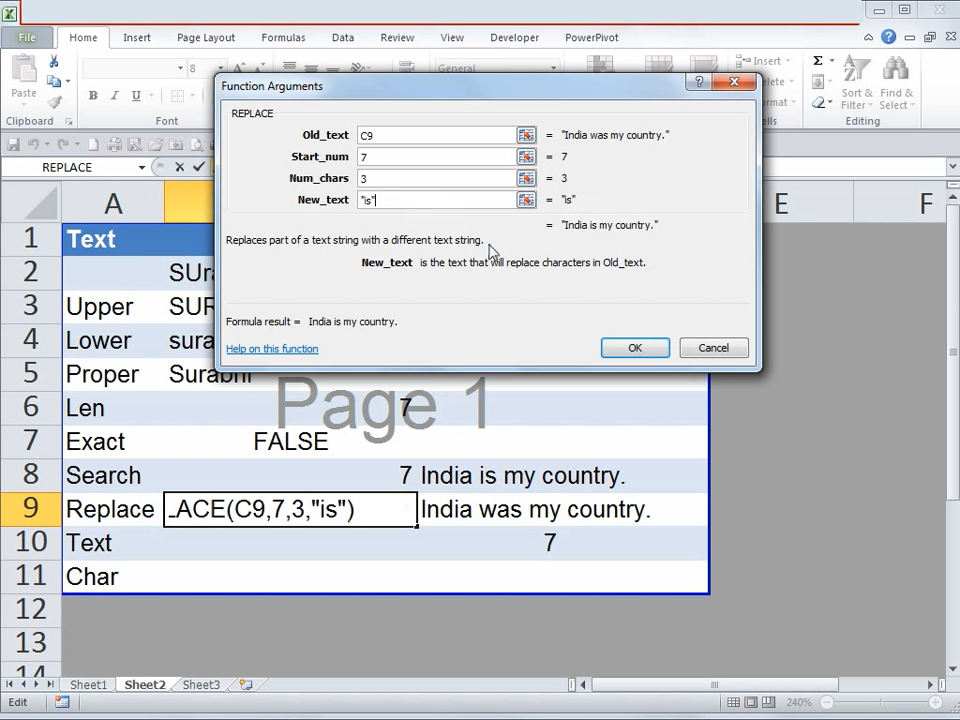 File Home Insert Page Layout Formulas Data Review View Developer PowerPivot
Paste
8
General
Insert
B I U
Sort & Find &
Filter Select
Clipboard Font Editing
REPLACE
Function Arguments
REPLACE
Old_text C9 = "India was my country."
Start_num 7 = 7
Num_chars 3 = 3
New_text "is" = "is"
= "India is my country."
Replaces part of a text string with a different text string.
New_text is the text that will replace characters in Old_text.
Formula result = India is my country.
Help on this function OK Cancel
A E F
1 Text
2 SUra
3 Upper SUR
4 Lower sura
5 Proper Surabhi
Page 1
6 Len 7
7 Exact FALSE
8 Search 7 India is my country.
9 Replace LACE(C9,7,3,"is") India was my country.
10 Text 7
11 Char
12
13
14
Sheet1 Sheet2 Sheet3
Edit 240%